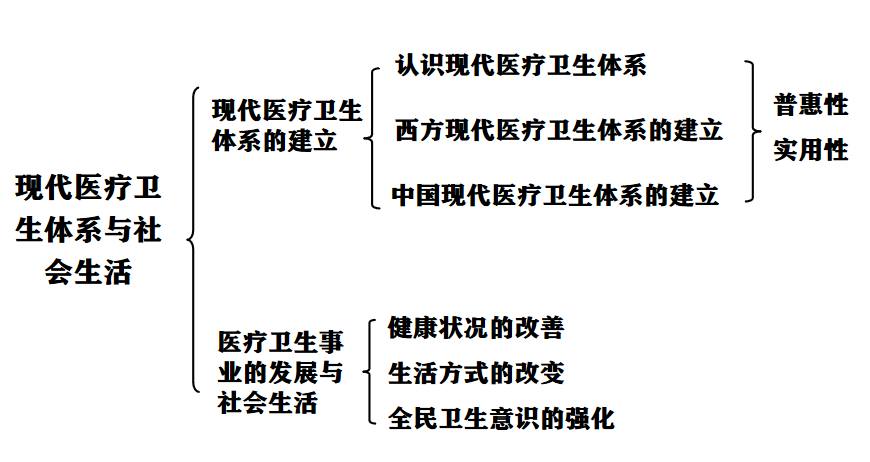 现代医疗卫
生体系与社
会生活
现代医疗卫生
体系的建立
认识现代医疗卫生体系
西方现代医疗卫生体系的建立
中国现代医疗卫生体系的建立
普惠性
实用性
医疗卫生事
业的发展与
社会生活
健康状况的改善
生活方式的改变
全民卫生意识的强化